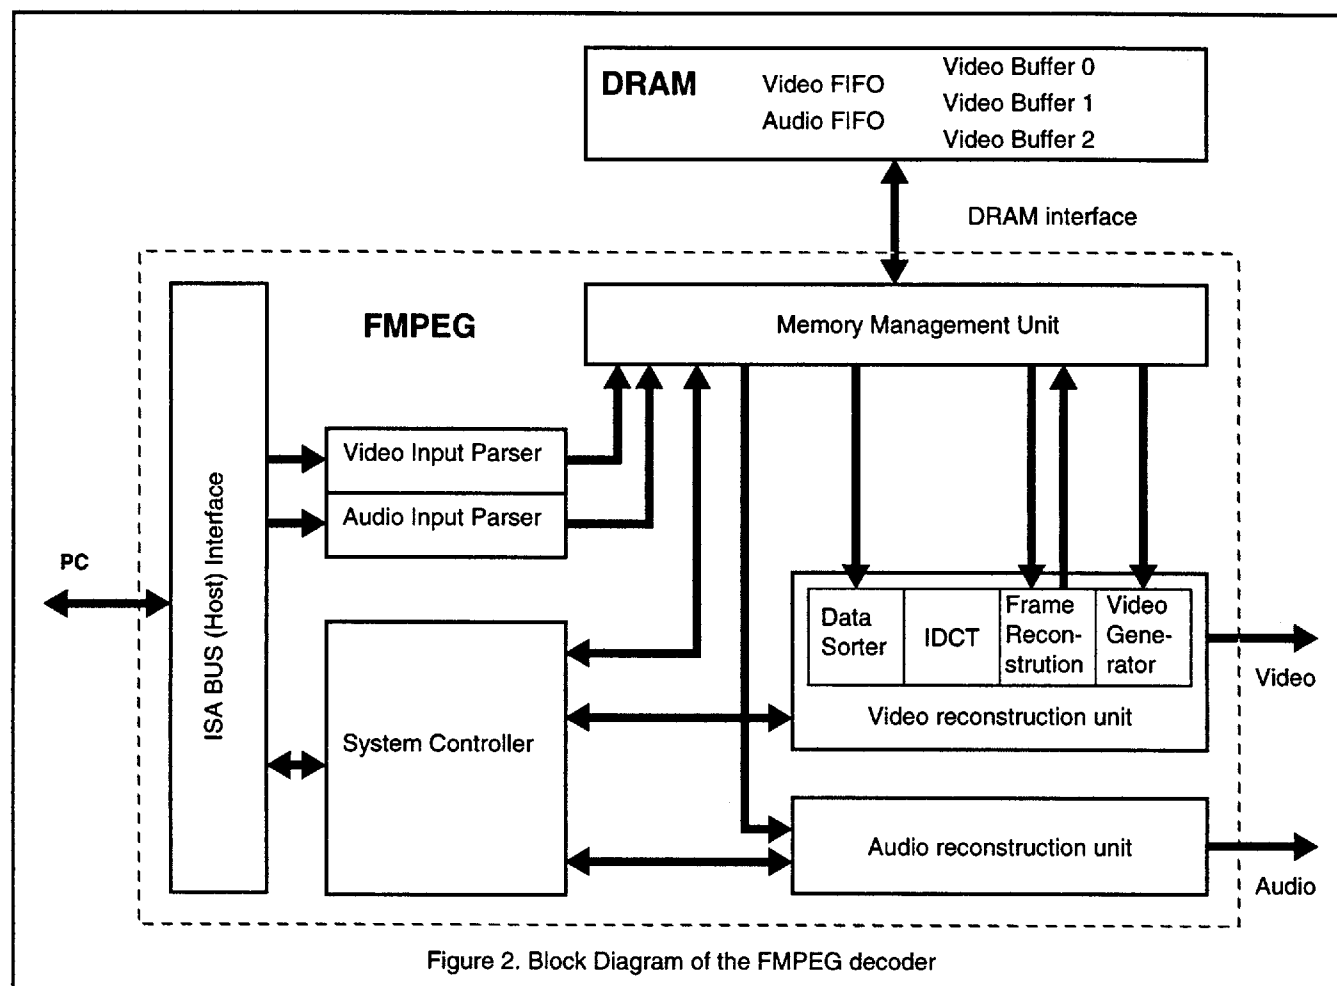 DRAM
Video FIFO
Audio FIFO
Video Buffer 0
Video Buffer 1
Video Buffer 2
DRAM interface
FMPEG
Memory Management Unit
Video Input Parser
Audio Input Parser
PC
ISA BUS (Host) Interface
System Controller
Data
Sorter
IDCT
Frame
Recon-
strution
Video
Gene-
rator
Video reconstruction unit
Video
Audio reconstruction unit
Audio
Figure 2. Block Diagram of the FMPEG decoder